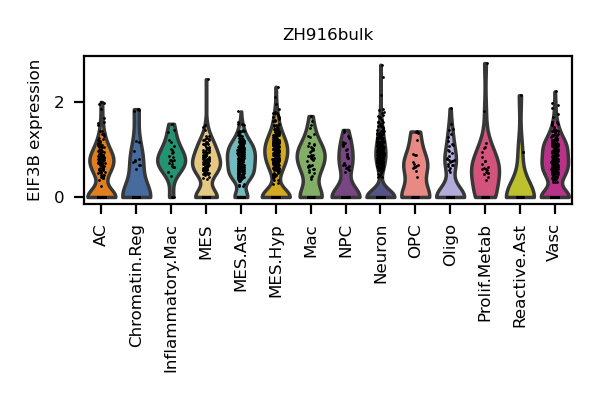 ZH916bulk
EIF3B expression
2
0
AC
Chromatin.Reg
Inflammatory.Mac
MES
MES.Ast
MES.Hyp
Mac
NPC
Neuron
OPC
Oligo
Prolif.Metab
Reactive.Ast
Vasc